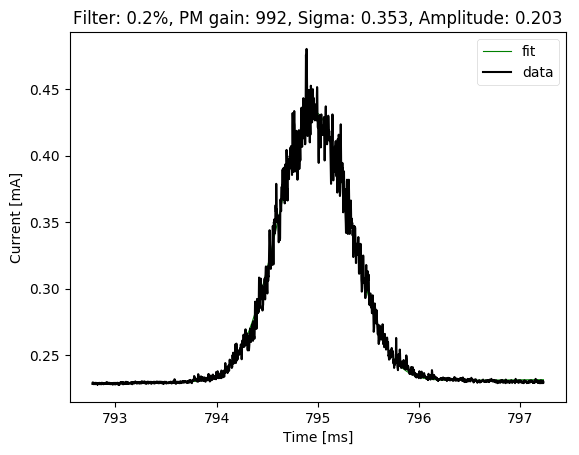 Filter: 0.2%, PM gain: 992, Sigma: 0.353, Amplitude: 0.203
fit
data
0.45
0.40
0.35
0.30
0.25
Current [mA]
793
794
795
796
797
Time [ms]